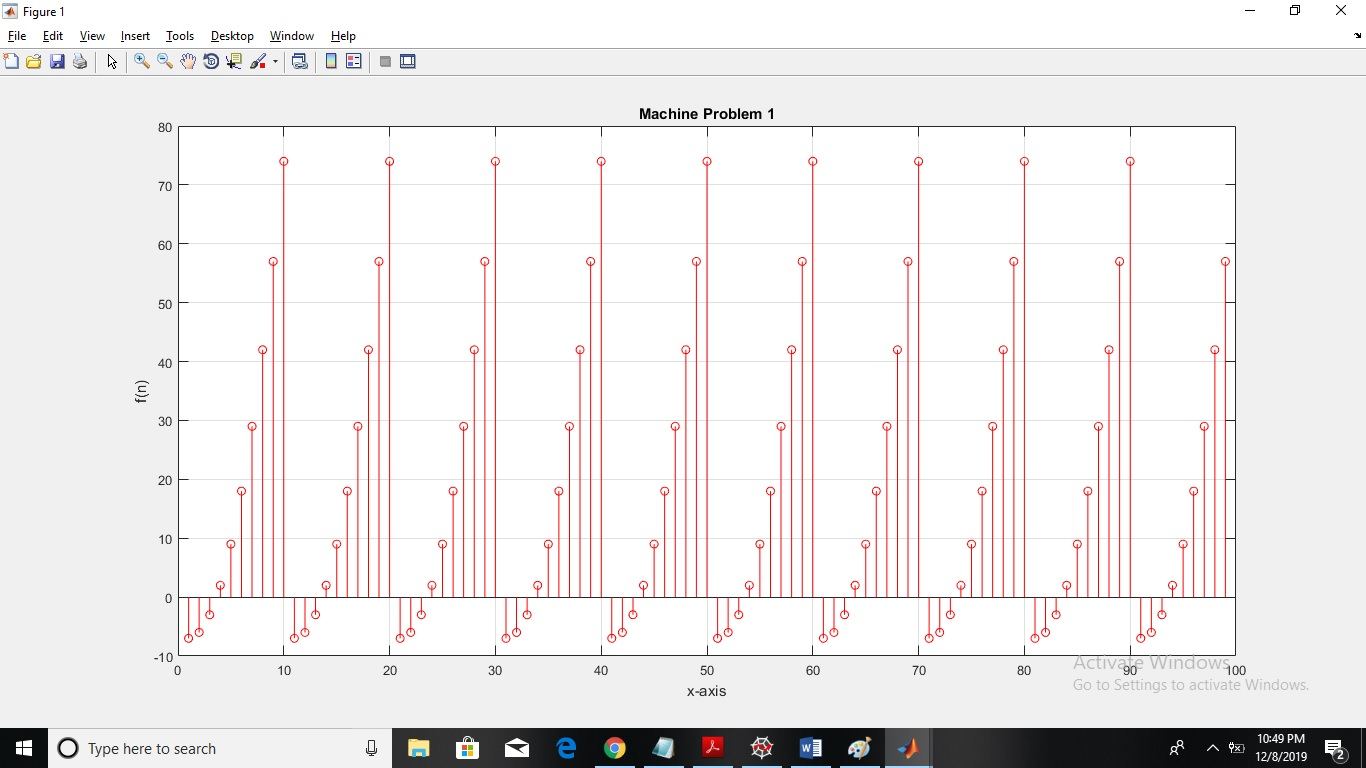 Figure 1
File Edit View Insert Tools Desktop Window Help
Machine Problem 1
80
70
60
50
40
30
20
10
0
-10
f(n)
0 10 20 30 40 50 60 70 80 90 100
x-axis
Activate Windows
Go to Settings to activate Windows.
Type here to search
10:49 PM
12/8/2019
2